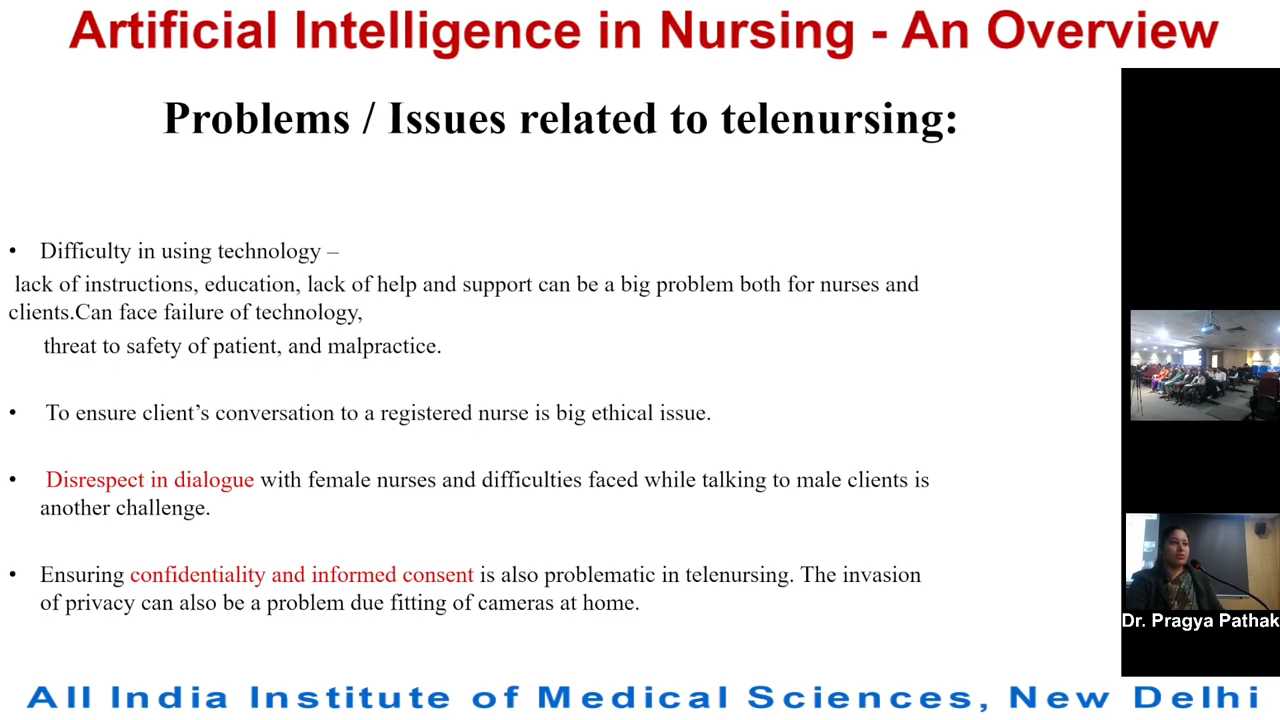 Artificial Intelligence in Nursing - An Overview
Problems / Issues related to telenursing:
• Difficulty in using technology –
lack of instructions, education, lack of help and support can be a big problem both for nurses and
clients.Can face failure of technology,
threat to safety of patient, and malpractice.
• To ensure client’s conversation to a registered nurse is big ethical issue.
• Disrespect in dialogue with female nurses and difficulties faced while talking to male clients is
another challenge.
• Ensuring confidentiality and informed consent is also problematic in telenursing. The invasion
of privacy can also be a problem due fitting of cameras at home.
Dr. Pragya Pathak
All India Institute of Medical Sciences, New Delhi